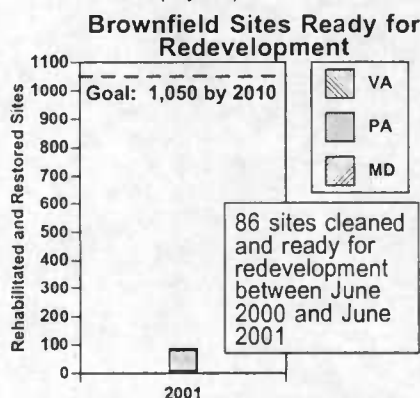 Brownfield Sites Ready for
Redevelopment
Rehabilitated and Restored Sites
1100
1000
900
800
700
600
500
400
300
200
100
0
Goal: 1,050 by 2010
VA
PA
MD
86 sites cleaned
and ready for
redevelopment
between June
2000 and June
2001
2001